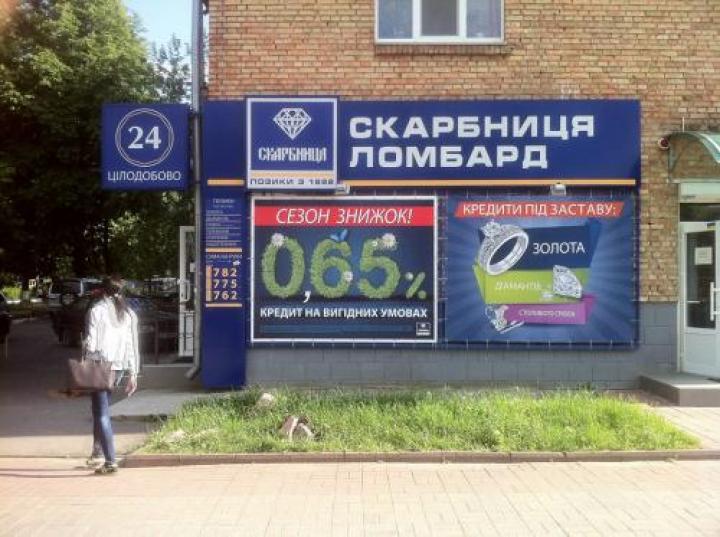 24
ЦІЛОДОБОВО
СКАРБНИЦЯ
ПОЗИКИ З 1888
СКАРБНИЦЯ
ЛОМБАРД
782
775
762
СЕЗОН ЗНИЖОК!
0,65%
КРЕДИТ НА ВИГІДНИХ УМОВАХ
КРЕДИТИ ПІД ЗАСТАВУ:
ЗОЛОТА
ДІАМАНТІВ
СТОЛОВОГО СРІБЛА